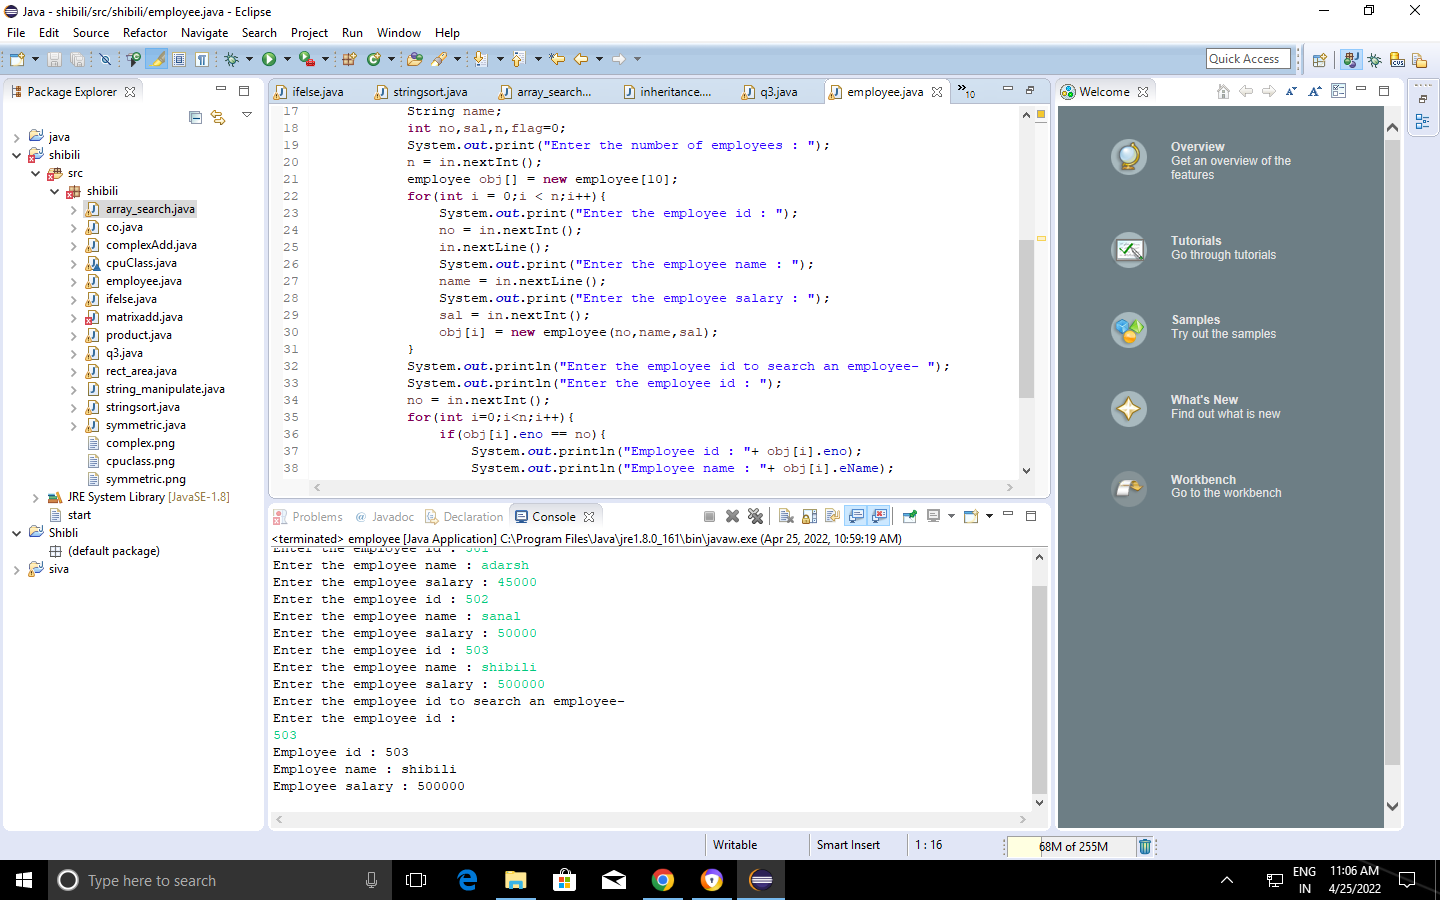 Java - shibili/src/shibili/employee.java - Eclipse
File Edit Source Refactor Navigate Search Project Run Window Help
Quick Access
Package Explorer
java
shibili
src
shibili
array_search.java
co.java
complexAdd.java
cpuClass.java
employee.java
ifelse.java
matrixadd.java
product.java
q3.java
rect_area.java
string_manipulate.java
stringsort.java
symmetric.java
complex.png
cpuclass.png
symmetric.png
JRE System Library [JavaSE-1.8]
start
Shibli
(default package)
siva
ifelse.java stringsort.java array_search... inheritance.... q3.java employee.java »10
17 String name;
18 int no,sal,n,flag=0;
19 System.out.print("Enter the number of employees : ");
20 n = in.nextInt();
21 employee obj[] = new employee[10];
22 for(int i = 0;i < n;i++){
23 System.out.print("Enter the employee id : ");
24 no = in.nextInt();
25 in.nextLine();
26 System.out.print("Enter the employee name : ");
27 name = in.nextLine();
28 System.out.print("Enter the employee salary : ");
29 sal = in.nextInt();
30 obj[i] = new employee(no,name,sal);
31 }
32 System.out.println("Enter the employee id to search an employee- ");
33 System.out.println("Enter the employee id : ");
34 no = in.nextInt();
35 for(int i=0;i<n;i++){
36 if(obj[i].eno == no){
37 System.out.println("Employee id : "+ obj[i].eno);
38 System.out.println("Employee name : "+ obj[i].eName);
Problems @ Javadoc Declaration Console
<terminated> employee [Java Application] C:\Program Files\Java\jre1.8.0_161\bin\javaw.exe (Apr 25, 2022, 10:59:19 AM)
Enter the employee id : 501
Enter the employee name : adarsh
Enter the employee salary : 45000
Enter the employee id : 502
Enter the employee name : sanal
Enter the employee salary : 50000
Enter the employee id : 503
Enter the employee name : shibili
Enter the employee salary : 500000
Enter the employee id to search an employee-
Enter the employee id :
503
Employee id : 503
Employee name : shibili
Employee salary : 500000
Welcome
Overview
Get an overview of the
features
Tutorials
Go through tutorials
Samples
Try out the samples
What's New
Find out what is new
Workbench
Go to the workbench
Writable Smart Insert 1 : 16 68M of 255M
Type here to search
ENG
IN
11:06 AM
4/25/2022